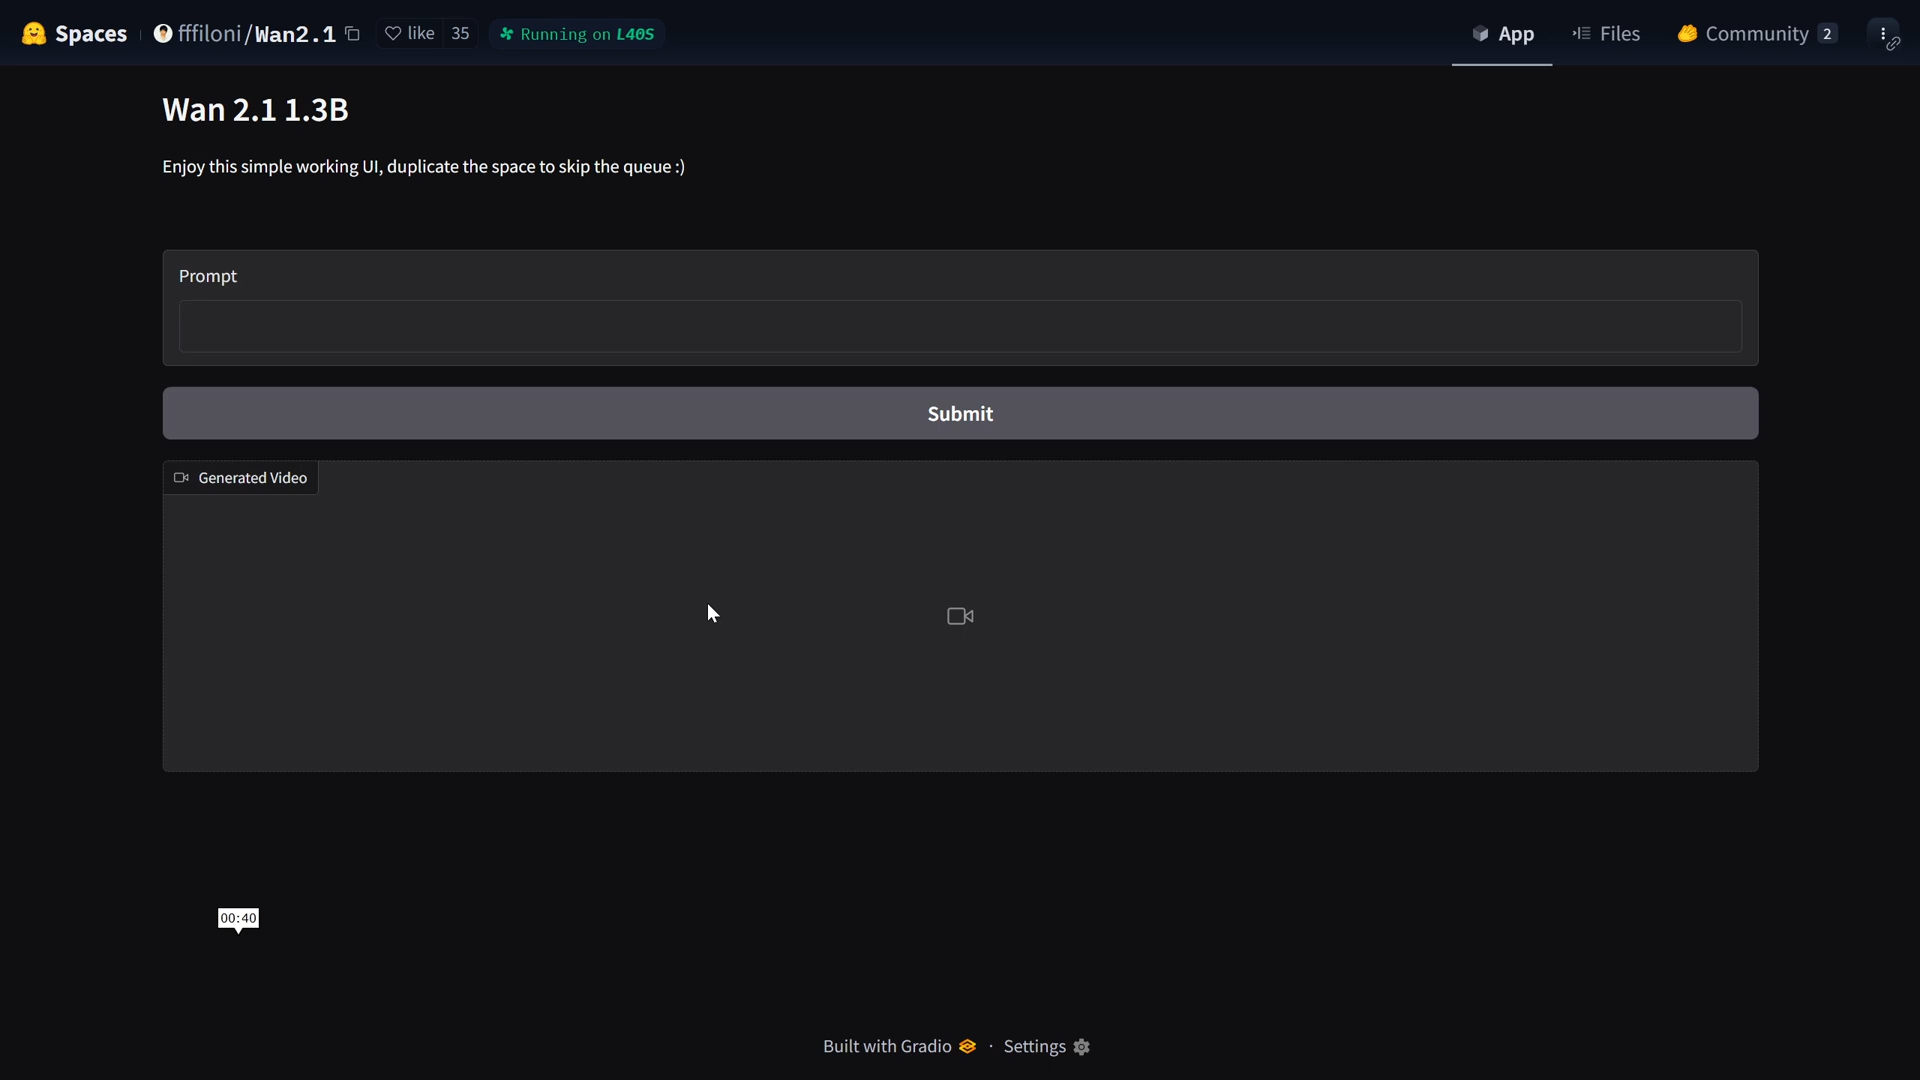 Spaces fffiloni/Wan2.1 like 35 Running on L40S App Files Community 2
Wan 2.1 1.3B
Enjoy this simple working UI, duplicate the space to skip the queue :)
Prompt
Submit
Generated Video
00:40
Built with Gradio · Settings